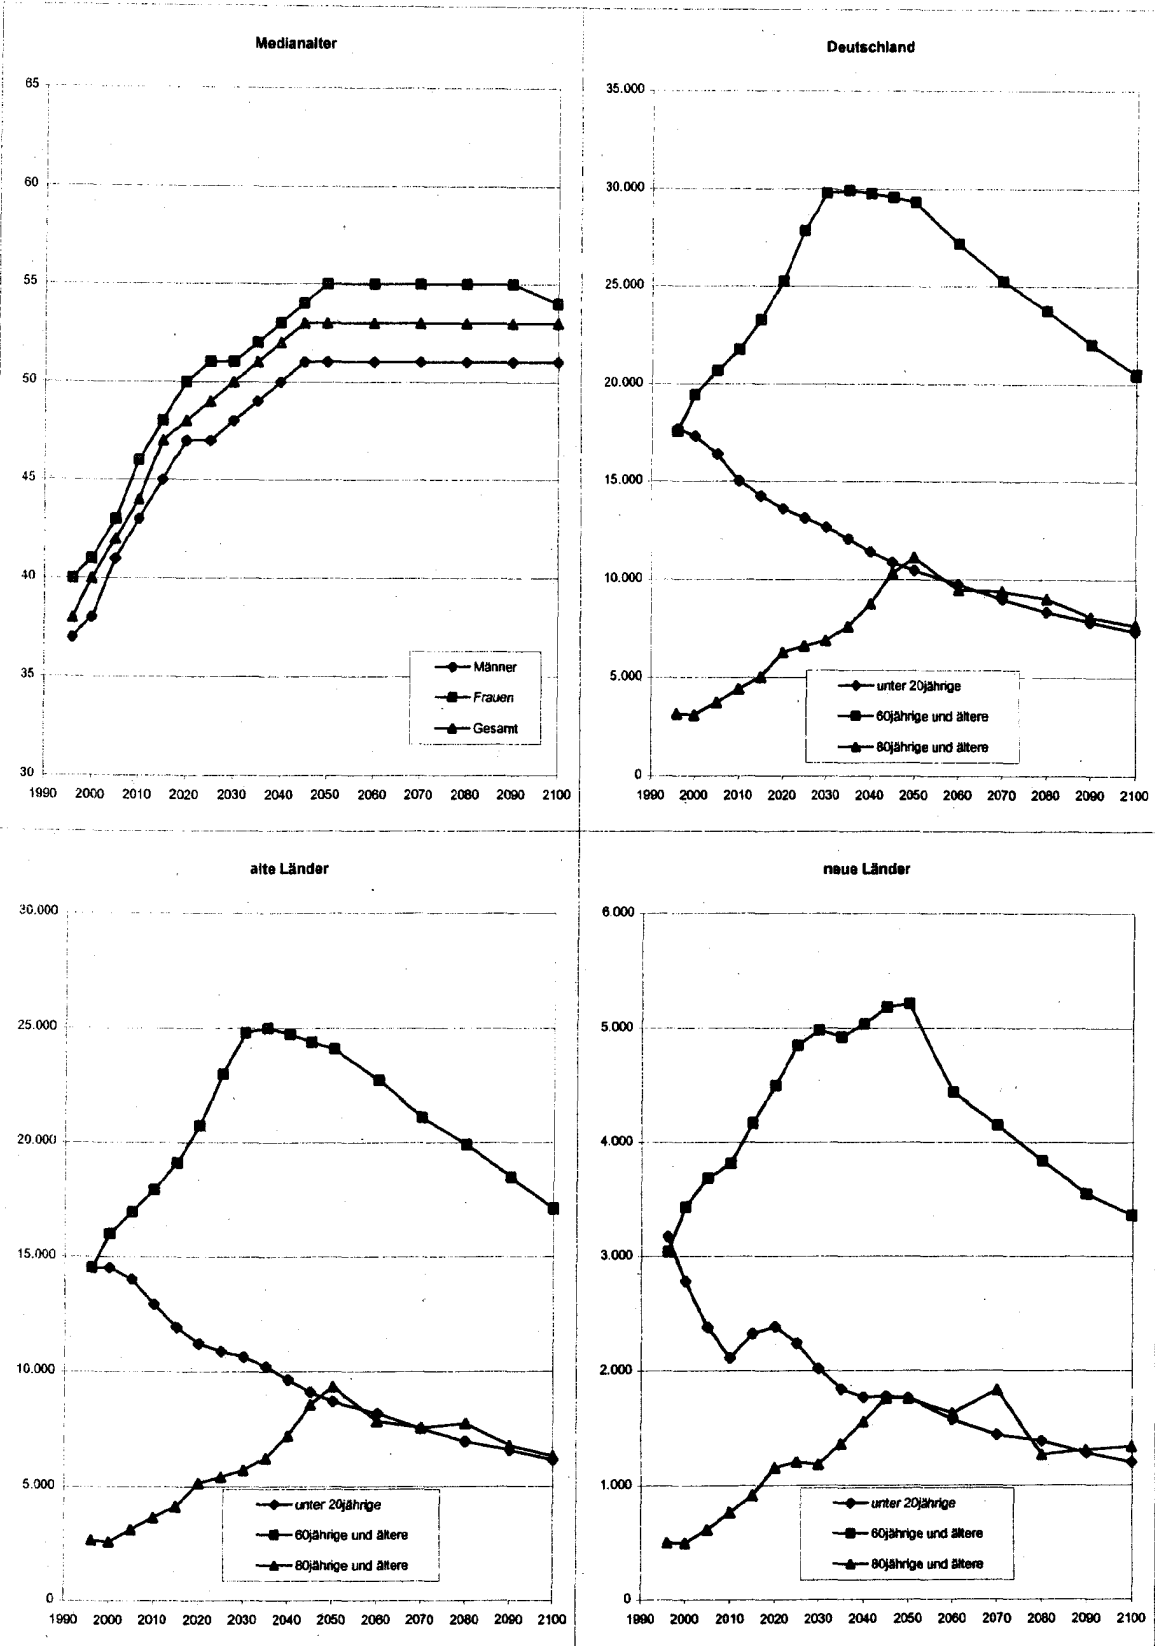 Medianalter
65
60
55
50
45
40
35
30
1990 2000 2010 2020 2030 2040 2050 2060 2070 2080 2090 2100
Männer
Frauen
Gesamt
Deutschland
35.000
30.000
25.000
20.000
15.000
10.000
5.000
0
1990 2000 2010 2020 2030 2040 2050 2060 2070 2080 2090 2100
unter 20jährige
60jährige und ältere
80jährige und ältere
alte Länder
30.000
25.000
20.000
15.000
10.000
5.000
0
1990 2000 2010 2020 2030 2040 2050 2060 2070 2080 2090 2100
unter 20jährige
60jährige und ältere
80jährige und ältere
neue Länder
6.000
5.000
4.000
3.000
2.000
1.000
0
1990 2000 2010 2020 2030 2040 2050 2060 2070 2080 2090 2100
unter 20jährige
60jährige und ältere
80jährige und ältere